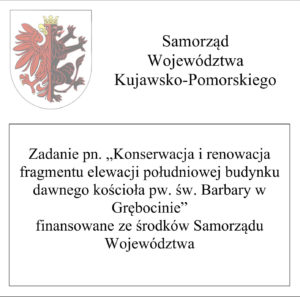 Samorząd
Województwa
Kujawsko-Pomorskiego
Zadanie pn. „Konserwacja i renowacja
fragmentu elewacji południowej budynku
dawnego kościoła pw. św. Barbary w
Grębocinie”
finansowane ze środków Samorządu
Województwa